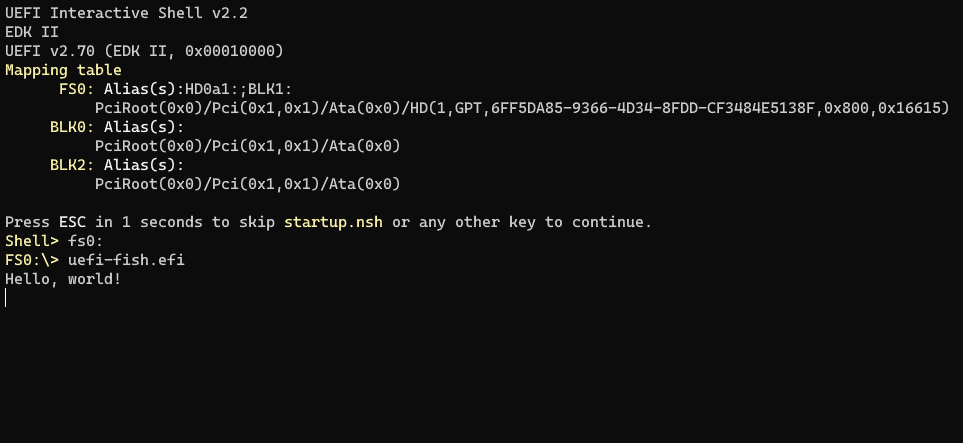 UEFI Interactive Shell v2.2
EDK II
UEFI v2.70 (EDK II, 0x00010000)
Mapping table
FS0: Alias(s):HD0a1:;BLK1:
PciRoot(0x0)/Pci(0x1,0x1)/Ata(0x0)/HD(1,GPT,6FF5DA85-9366-4D34-8FDD-CF3484E5138F,0x800,0x16615)
BLK0: Alias(s):
PciRoot(0x0)/Pci(0x1,0x1)/Ata(0x0)
BLK2: Alias(s):
PciRoot(0x0)/Pci(0x1,0x1)/Ata(0x0)
Press ESC in 1 seconds to skip startup.nsh or any other key to continue.
Shell> fs0:
FS0:\> uefi-fish.efi
Hello, world!